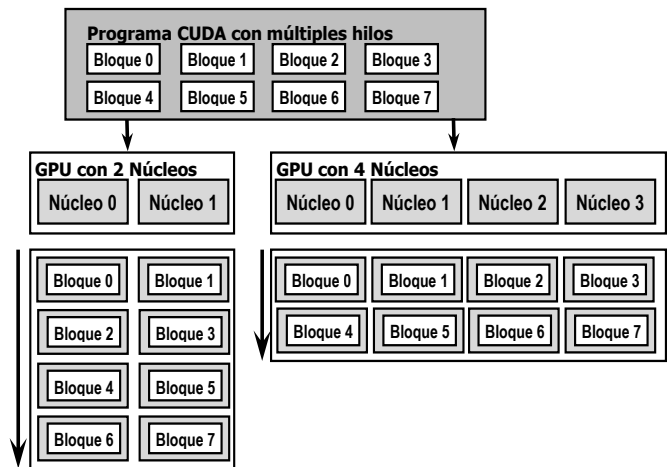 Programa CUDA con múltiples hilos
Bloque 0 Bloque 1 Bloque 2 Bloque 3
Bloque 4 Bloque 5 Bloque 6 Bloque 7
GPU con 2 Núcleos
Núcleo 0 Núcleo 1
Bloque 0 Bloque 1
Bloque 2 Bloque 3
Bloque 4 Bloque 5
Bloque 6 Bloque 7
GPU con 4 Núcleos
Núcleo 0 Núcleo 1 Núcleo 2 Núcleo 3
Bloque 0 Bloque 1 Bloque 2 Bloque 3
Bloque 4 Bloque 5 Bloque 6 Bloque 7